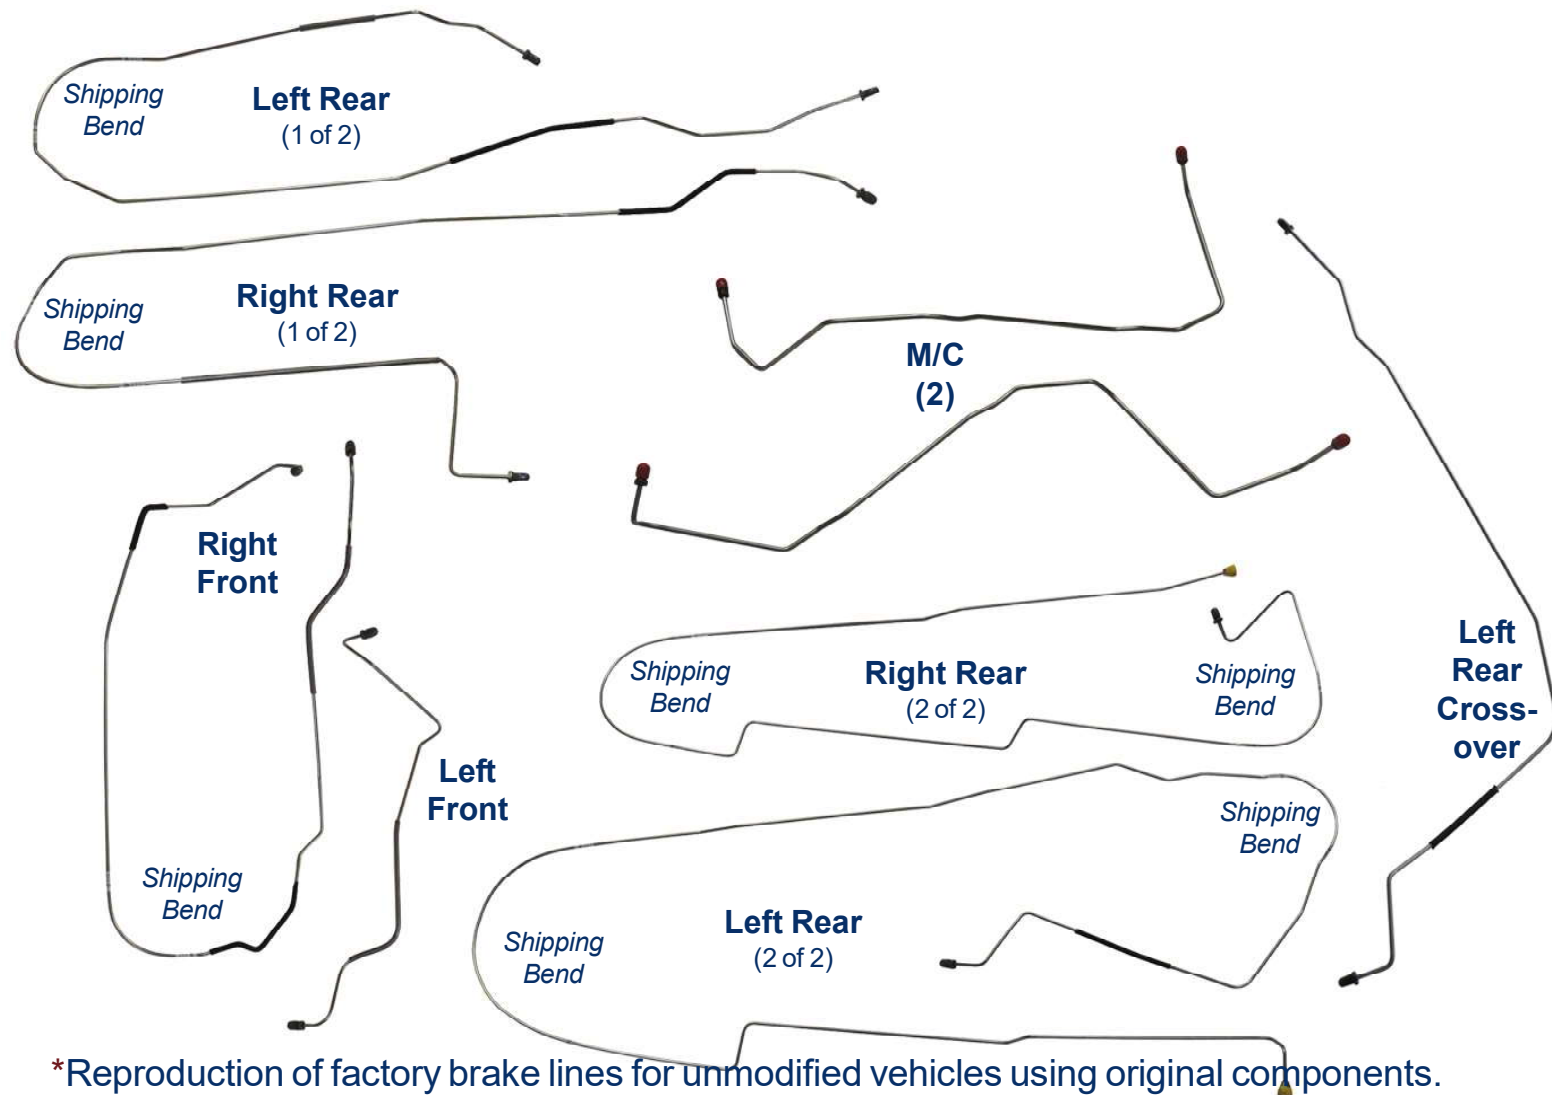 Shipping
Bend
Left Rear
(1 of 2)
Shipping
Bend
Right Rear
(1 of 2)
M/C
(2)
Right
Front
Left
Front
Shipping
Bend
Shipping
Bend
Right Rear
(2 of 2)
Shipping
Bend
Left
Rear
Cross-
over
Shipping
Bend
Left Rear
(2 of 2)
Shipping
Bend
*Reproduction of factory brake lines for unmodified vehicles using original components.